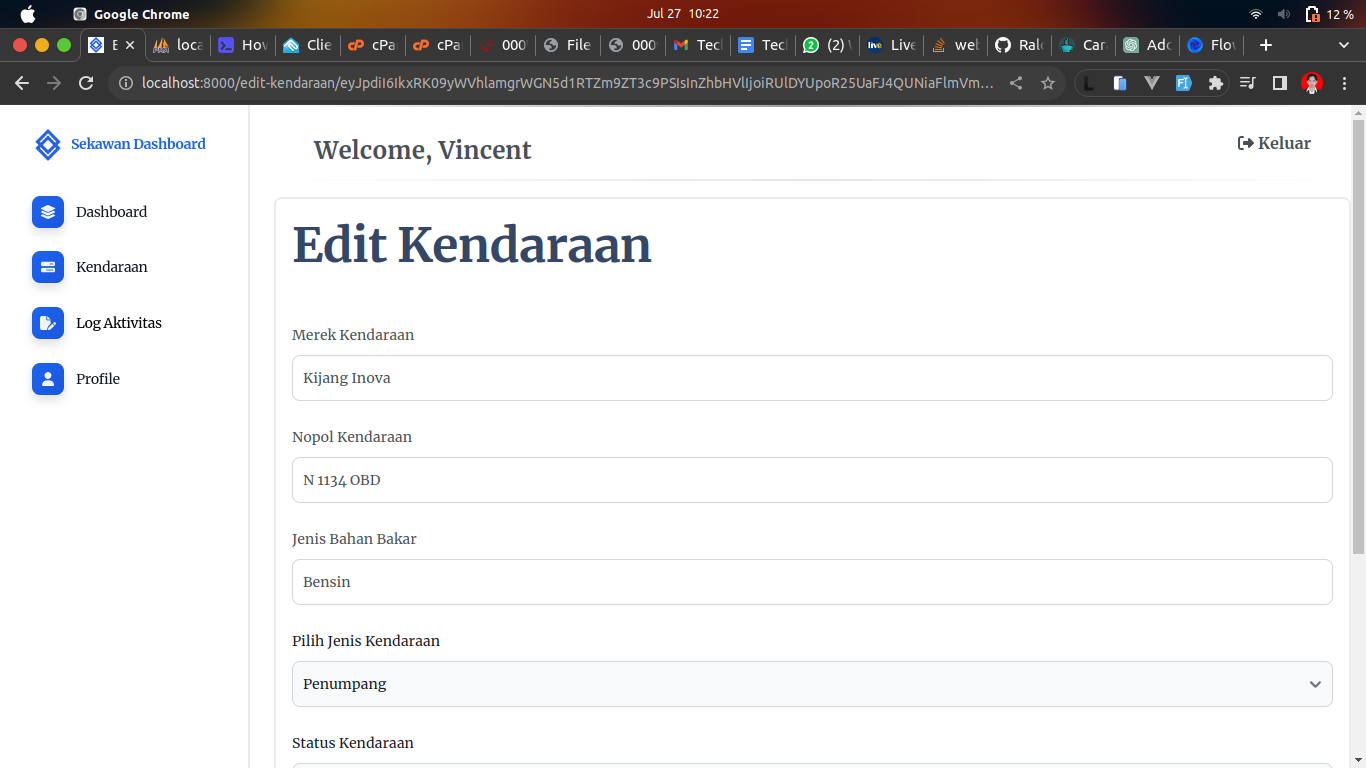 Google Chrome
Jul 27 10:22
12 %
E
loca
Hov
Clie
cPa
cPa
000
File
000
Tec
Tec
(2)
Live
wel
Ralc
Car
Adc
Flov
localhost:8000/edit-kendaraan/eyJpdiI6IkxRK09yWVhlamgrWGN5d1RTZm9ZT3c9PSIsInZhbHVlIjoiRUlDYUpoR25UaFJ4QUNiaFlmVm...
Sekawan Dashboard
Dashboard
Kendaraan
Log Aktivitas
Profile
Welcome, Vincent
Keluar
Edit Kendaraan
Merek Kendaraan
Kijang Inova
Nopol Kendaraan
N 1134 OBD
Jenis Bahan Bakar
Bensin
Pilih Jenis Kendaraan
Penumpang
Status Kendaraan